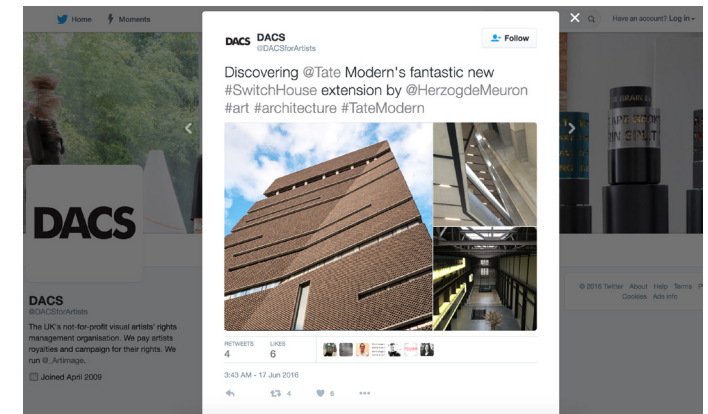 Home
Moments
Have an account? Log in
DACS
DACS
@DACSforArtists
Follow
Discovering @Tate Modern's fantastic new
#SwitchHouse extension by @HerzogdeMeuron
#art #architecture #TateModern
RETWEETS
4
LIKES
6
3:43 AM - 17 Jun 2016
4
6
DACS
DACS
@DACSforArtists
The UK's not-for-profit visual artists' rights
management organisation. We pay artists
royalties and campaign for their rights. We
run @_Artimage.
Joined April 2009
© 2016 Twitter About Help Terms
Cookies Ads info